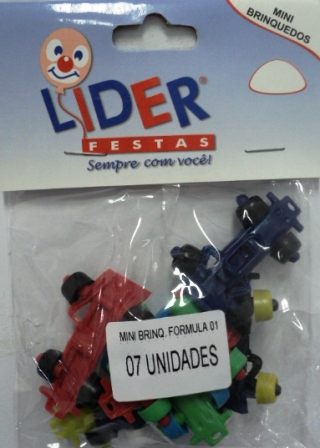 MINI
BRINQUEDOS
LIDER®
FESTAS
Sempre com você!
MINI BRINQ. FORMULA 01
07 UNIDADES